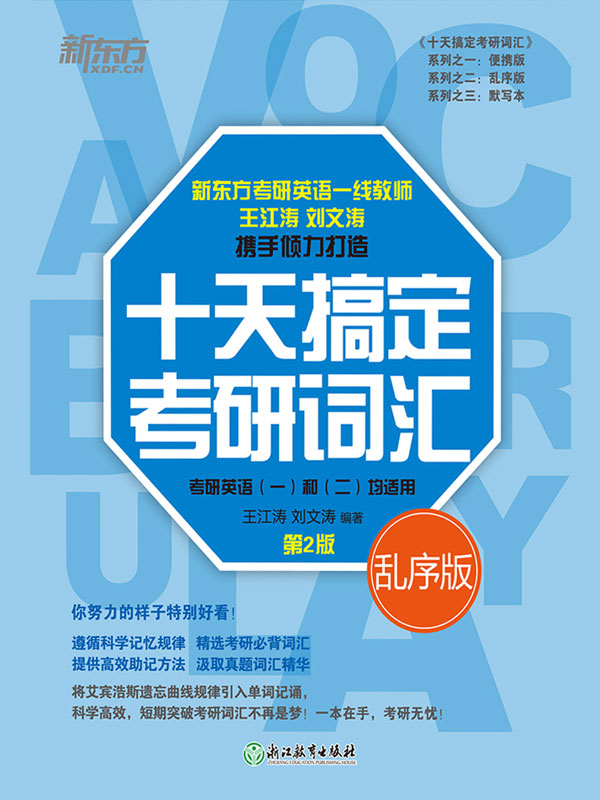 新东方
XDF.CN
《十天搞定考研词汇》
系列之一：便携版
系列之二：乱序版
系列之三：默写本
VOC
AB
BULARY
新东方考研英语一线教师
王江涛 刘文涛
携手倾力打造
十天搞定
考研词汇
考研英语（一）和（二）均适用
王江涛 刘文涛 编著
第2版
乱序版
你努力的样子特别好看！
遵循科学记忆规律 精选考研必背词汇
提供高效助记方法 汲取真题词汇精华
将艾宾浩斯遗忘曲线规律引入单词记诵，
科学高效，短期突破考研词汇不再是梦！一本在手，考研无忧！
浙江教育出版社
ZHEJIANG EDUCATION PUBLISHING HOUSE